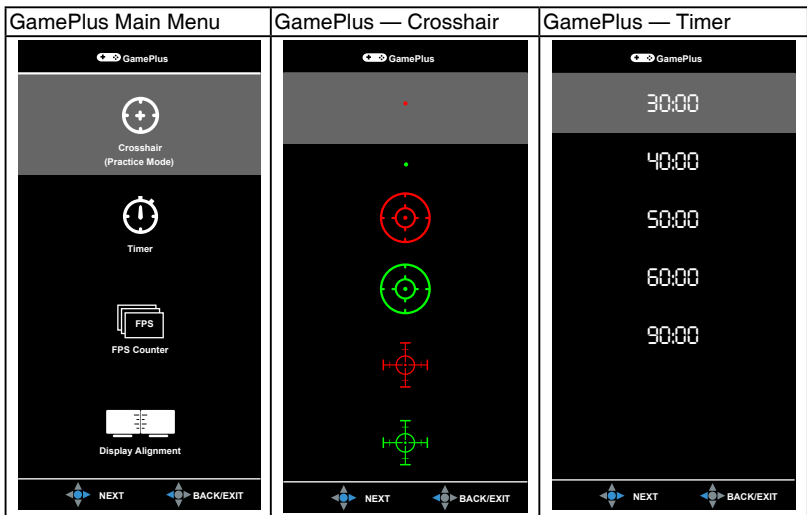 GamePlus Main Menu
GamePlus — Crosshair
GamePlus — Timer
GamePlus
Crosshair
(Practice Mode)
Timer
FPS
FPS Counter
Display Alignment
NEXT
BACK/EXIT
GamePlus
NEXT
BACK/EXIT
GamePlus
30:00
40:00
50:00
60:00
90:00
NEXT
BACK/EXIT